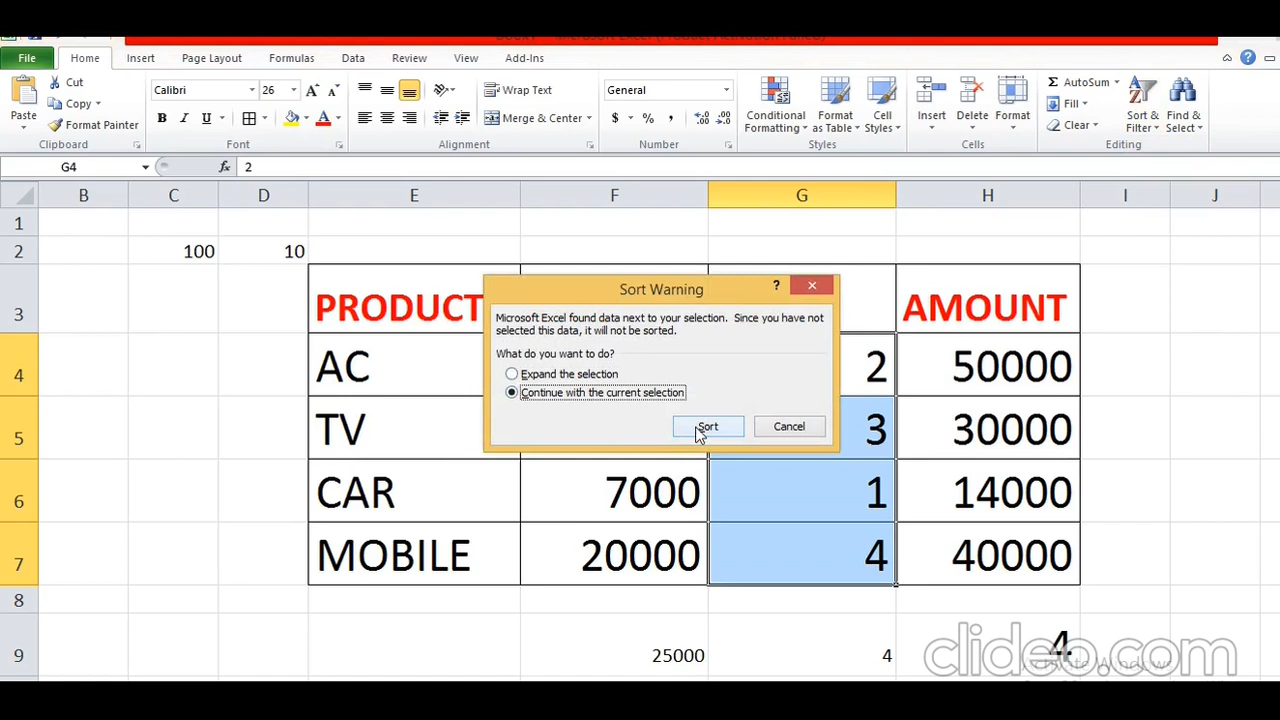 File Home Insert Page Layout Formulas Data Review View Add-Ins
Cut
Copy
Format Painter
Paste
Calibri 26
B I U
Wrap Text
Merge & Center
General
$ % ,
Conditional Formatting
Format as Table
Cell Styles
Insert Delete Format
AutoSum
Fill
Clear
Sort & Filter
Find & Select
Clipboard Font Alignment Number Styles Cells Editing
G4 fx 2
B C D E F G H I J
1
2 100 10
3 PRODUCT AMOUNT
4 AC 2 50000
5 TV 3 30000
6 CAR 7000 1 14000
7 MOBILE 20000 4 40000
8
9 25000 4 4
Sort Warning
Microsoft Excel found data next to your selection. Since you have not
selected this data, it will not be sorted.
What do you want to do?
Expand the selection
Continue with the current selection
Sort Cancel
clideo.com
Activate Windows